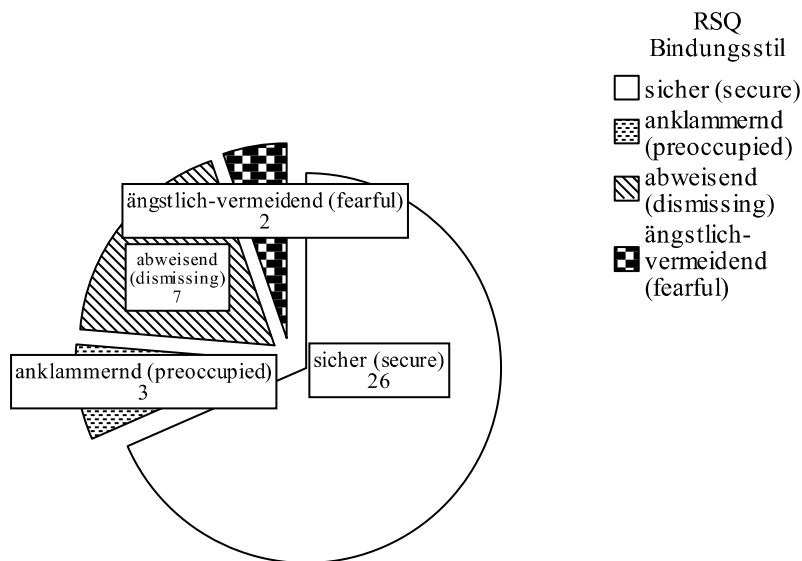 RSQ
Bindungsstil
sicher (secure)
anklammernd
(preoccupied)
abweisend
(dismissing)
ängstlich-
vermeidend
(fearful)
ängstlich-vermeidend (fearful)
2
abweisend
(dismissing)
7
sicher (secure)
26
anklammernd (preoccupied)
3